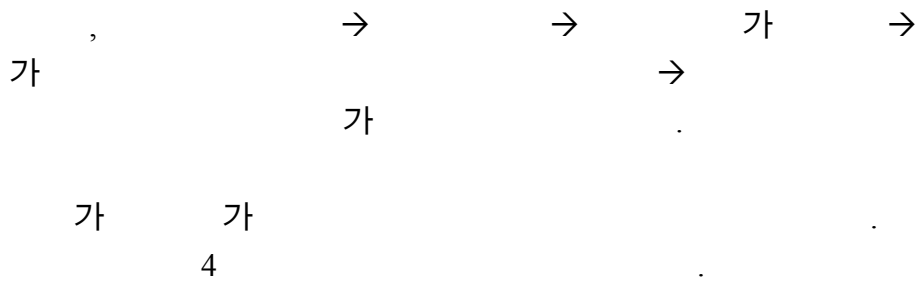 , → → 가 →
가 →
가 .
가 가 .
4 .